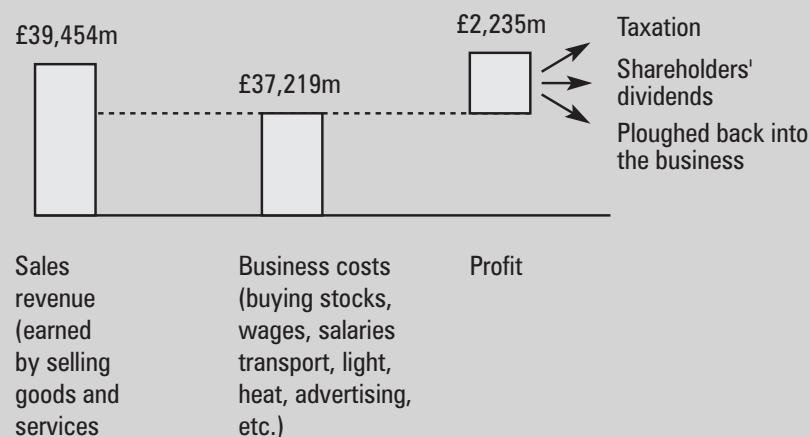 £39,454m
£37,219m
£2,235m
Taxation
Shareholders'
dividends
Ploughed back into
the business
Sales
revenue
(earned
by selling
goods and
services
Business costs
(buying stocks,
wages, salaries
transport, light,
heat, advertising,
etc.)
Profit